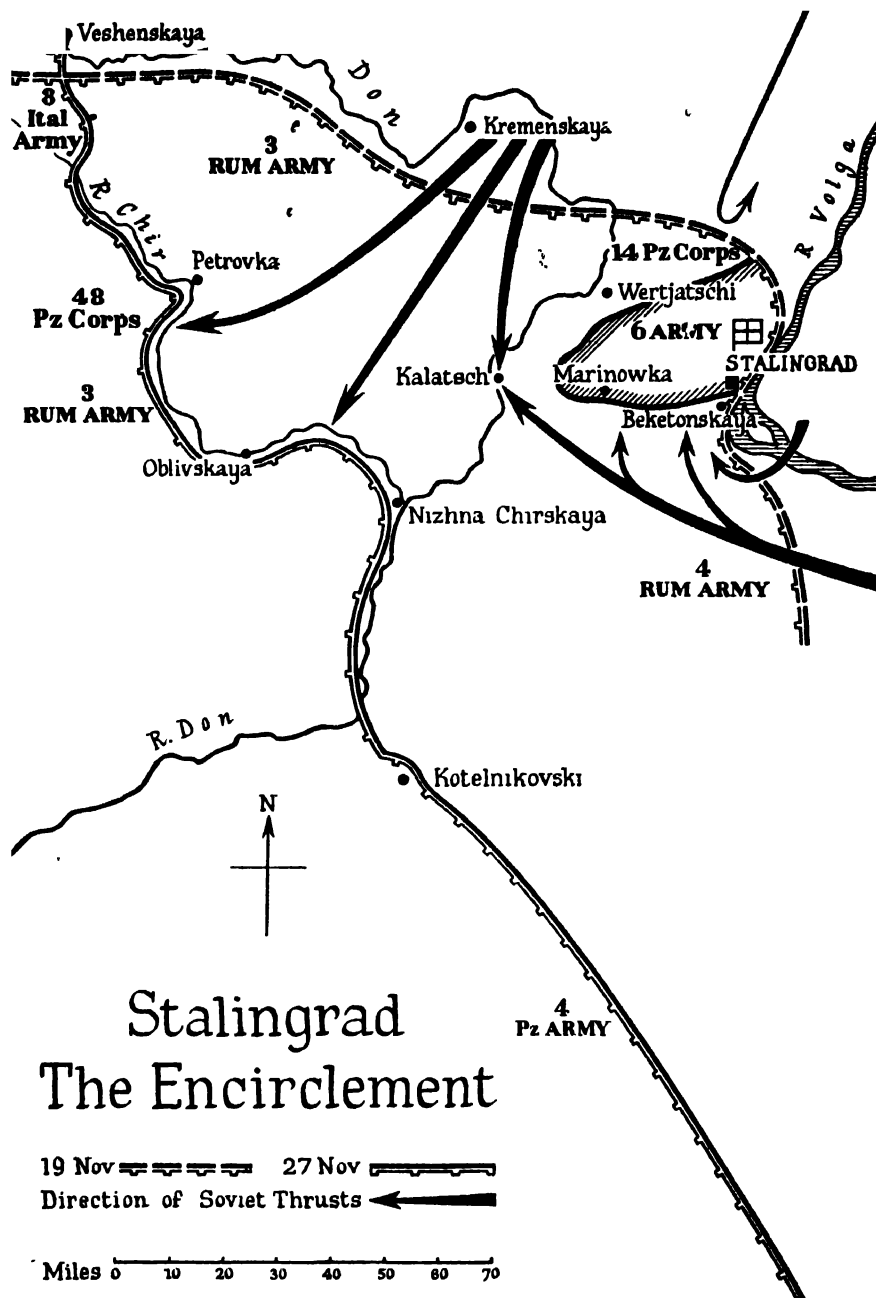 Veshenskaya
Don
8
Ital
Army
3
RUM ARMY
Kremenskaya
R Volga
R Chir
Petrovka
14 Pz Corps
Wertjatschi
48
Pz Corps
6 ARMY
STALINGRAD
Kalatsch
Marinowka
3
RUM ARMY
Beketonskaya
Oblivskaya
Nizhna Chirskaya
4
RUM ARMY
R. Don
Kotelnikovski
N
4
Pz ARMY
Stalingrad
The Encirclement
19 Nov 27 Nov
Direction of Soviet Thrusts
Miles 0 10 20 30 40 50 60 70